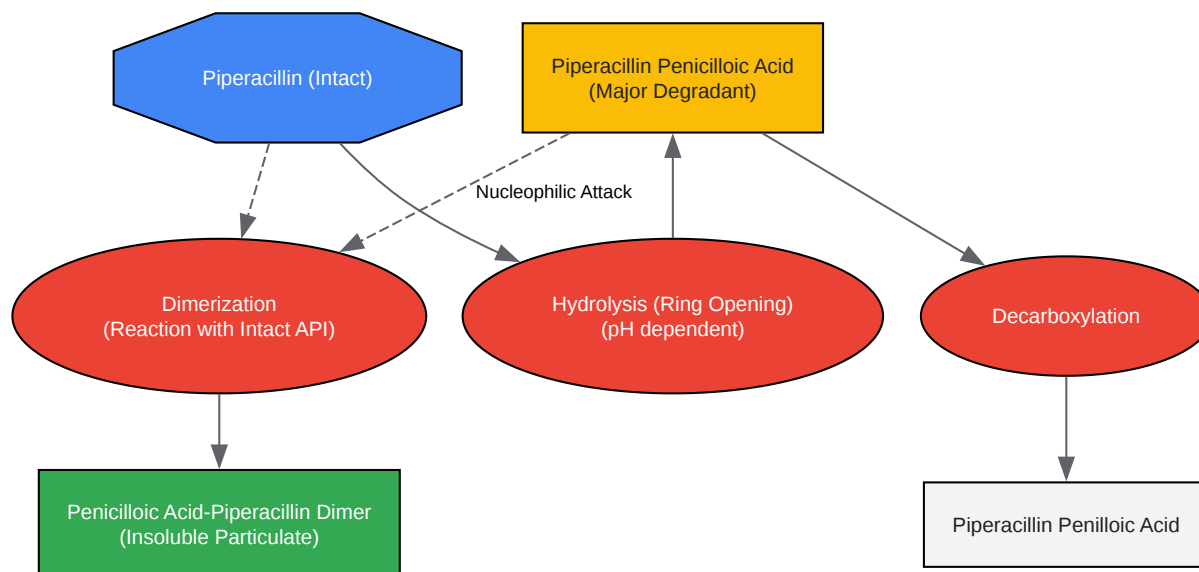 Piperacillin (Intact)
Piperacillin Penicilloic Acid
(Major Degradant)
Nucleophilic Attack
Dimerization
(Reaction with Intact API)
Hydrolysis (Ring Opening)
(pH dependent)
Decarboxylation
Penicilloic Acid-Piperacillin Dimer
(Insoluble Particulate)
Piperacillin Penilloic Acid